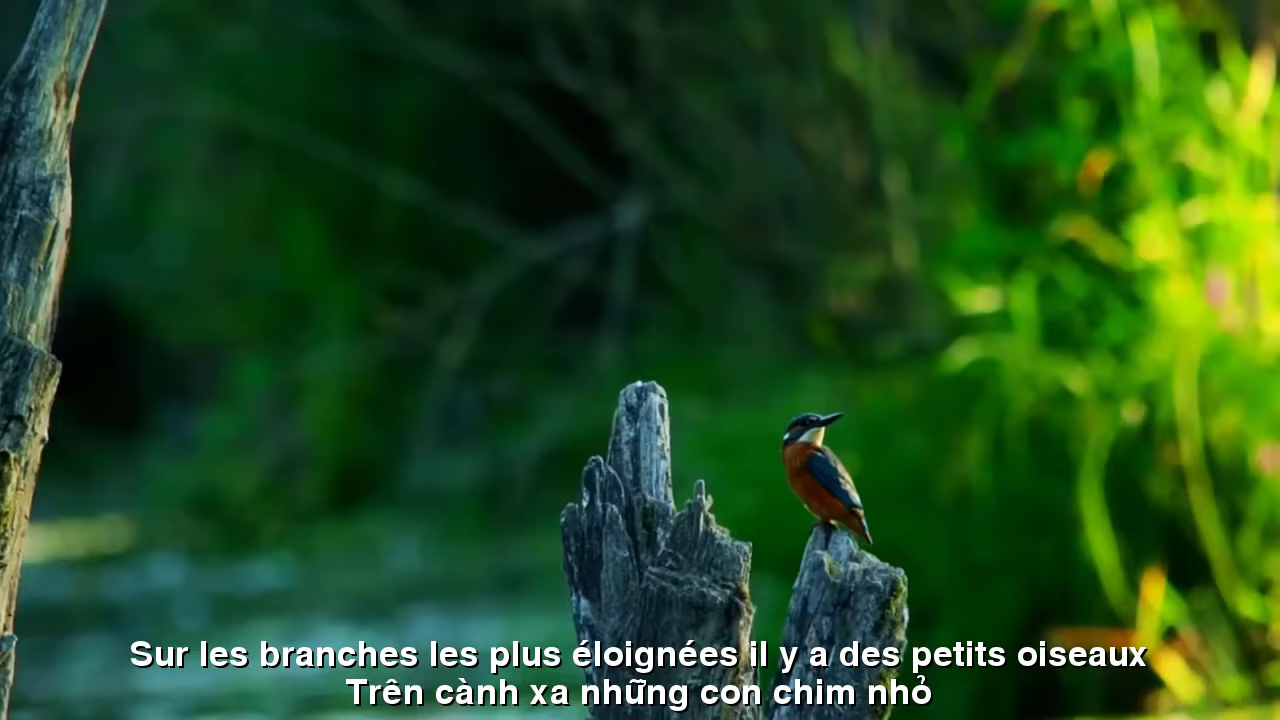 Sur les branches les plus éloignées il y a des petits oiseaux
Trên cành xa những con chim nhỏ